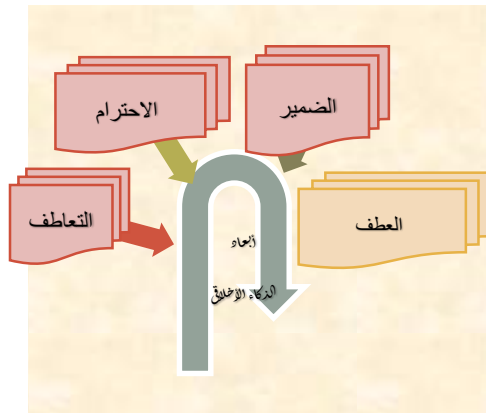 الضمير
الاحترام
العطف
التعاطف
أبعاد
الذكاء الأخلاقي